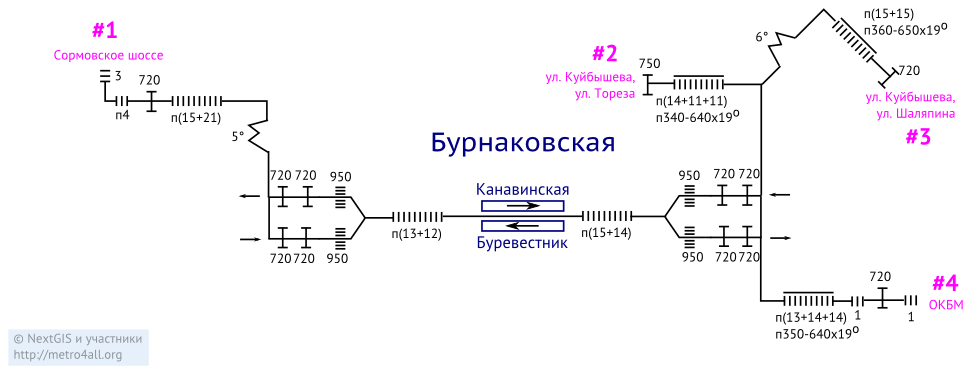 #1
Сормовское шоссе
3
720
п4
п(15+21)
5°
#2
ул. Куйбышева,
ул. Тореза
750
п(14+11+11)
п340-640х19°
6°
п(15+15)
п360-650х19°
720
ул. Куйбышева,
ул. Шаляпина
#3
Бурнаковская
720 720 950
п(13+12)
720 720 950
Канавинская
Буревестник
п(15+14)
950 720 720
950 720 720
п(13+14+14)
п350-640х19°
1
720
1
#4
ОКБМ
© NextGIS и участники
http://metro4all.org